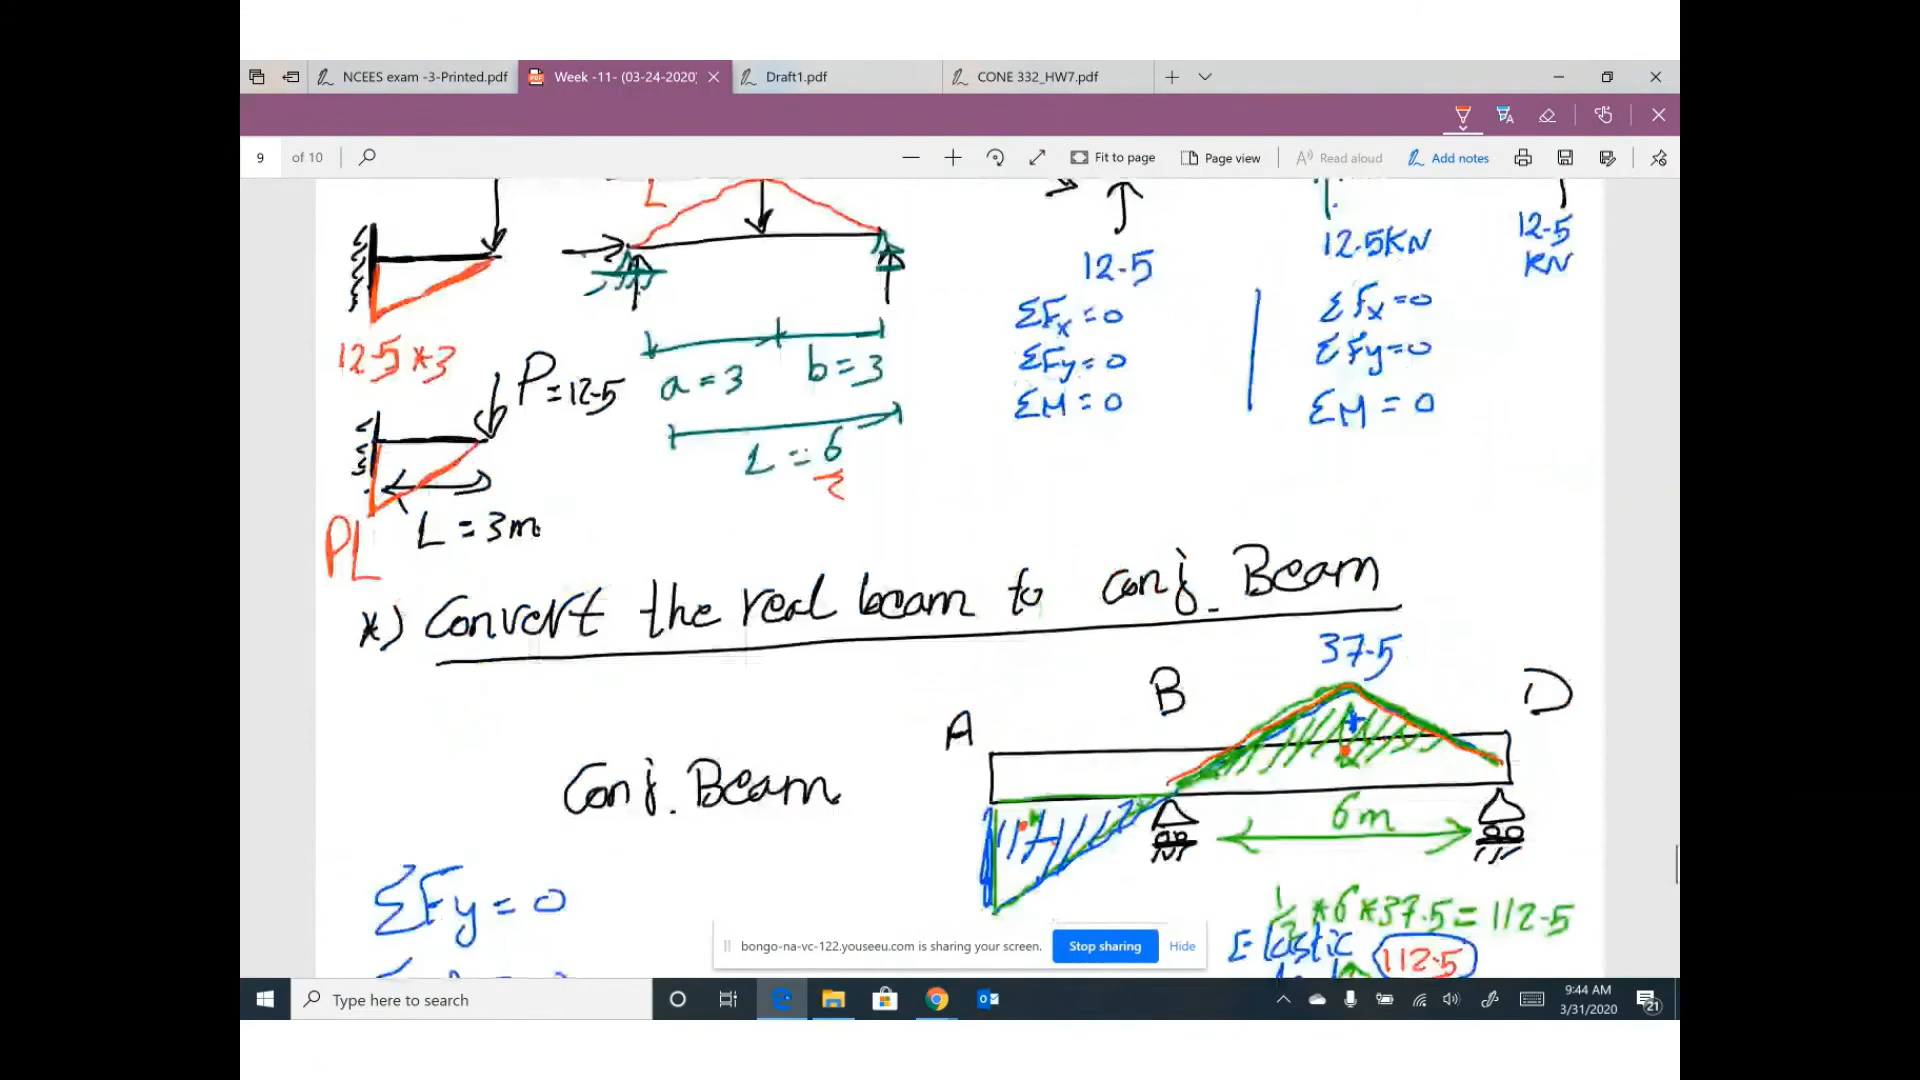 NCEES exam -3-Printed.pdf
Week -11- (03-24-2020)
Draft1.pdf
CONE 332_HW7.pdf
9 of 10
Fit to page
Page view
Read aloud
Add notes
L
12.5
12.5KN
12.5
KN
ΣFx = 0
ΣFy = 0
ΣM = 0
ΣFx = 0
ΣFy = 0
ΣM = 0
12.5*3
P = 12.5
a = 3
b = 3
L = 6
L = 3m
PL
*) Convert the real beam to conj. Beam
37.5
A
B
D
Conj. Beam
6m
ΣFy = 0
1/2 *6*37.5 = 112.5
Elastic
112.5
bongo-na-vc-122.youseeu.com is sharing your screen.
Stop sharing
Hide
Type here to search
9:44 AM
3/31/2020
21